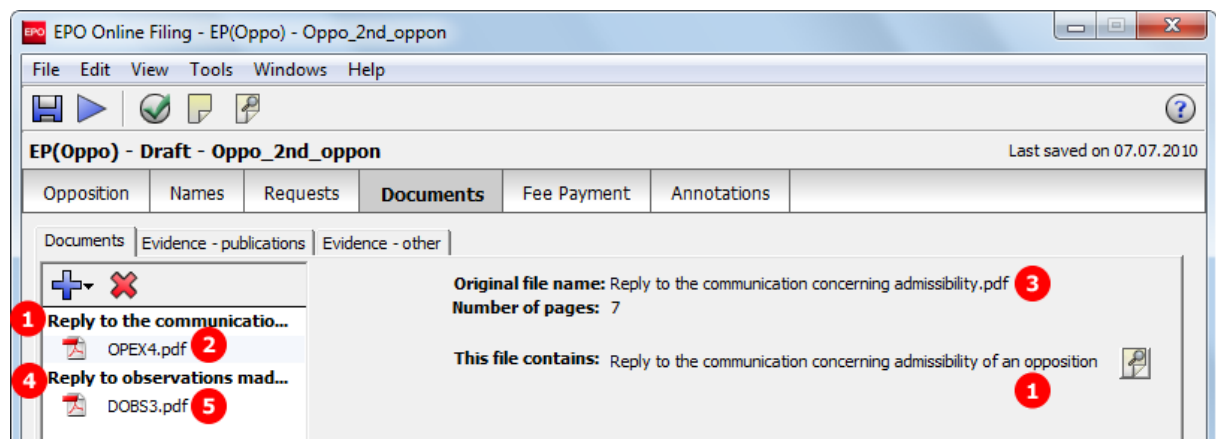 EPO EPO Online Filing - EP(Oppo) - Oppo_2nd_oppon
File Edit View Tools Windows Help
EP(Oppo) - Draft - Oppo_2nd_oppon Last saved on 07.07.2010
Opposition Names Requests Documents Fee Payment Annotations
Documents Evidence - publications Evidence - other
Original file name: Reply to the communication concerning admissibility.pdf 3
Number of pages: 7
1 Reply to the communicatio...
OPEX4.pdf 2
This file contains: Reply to the communication concerning admissibility of an opposition
1
4 Reply to observations mad...
DOBS3.pdf 5